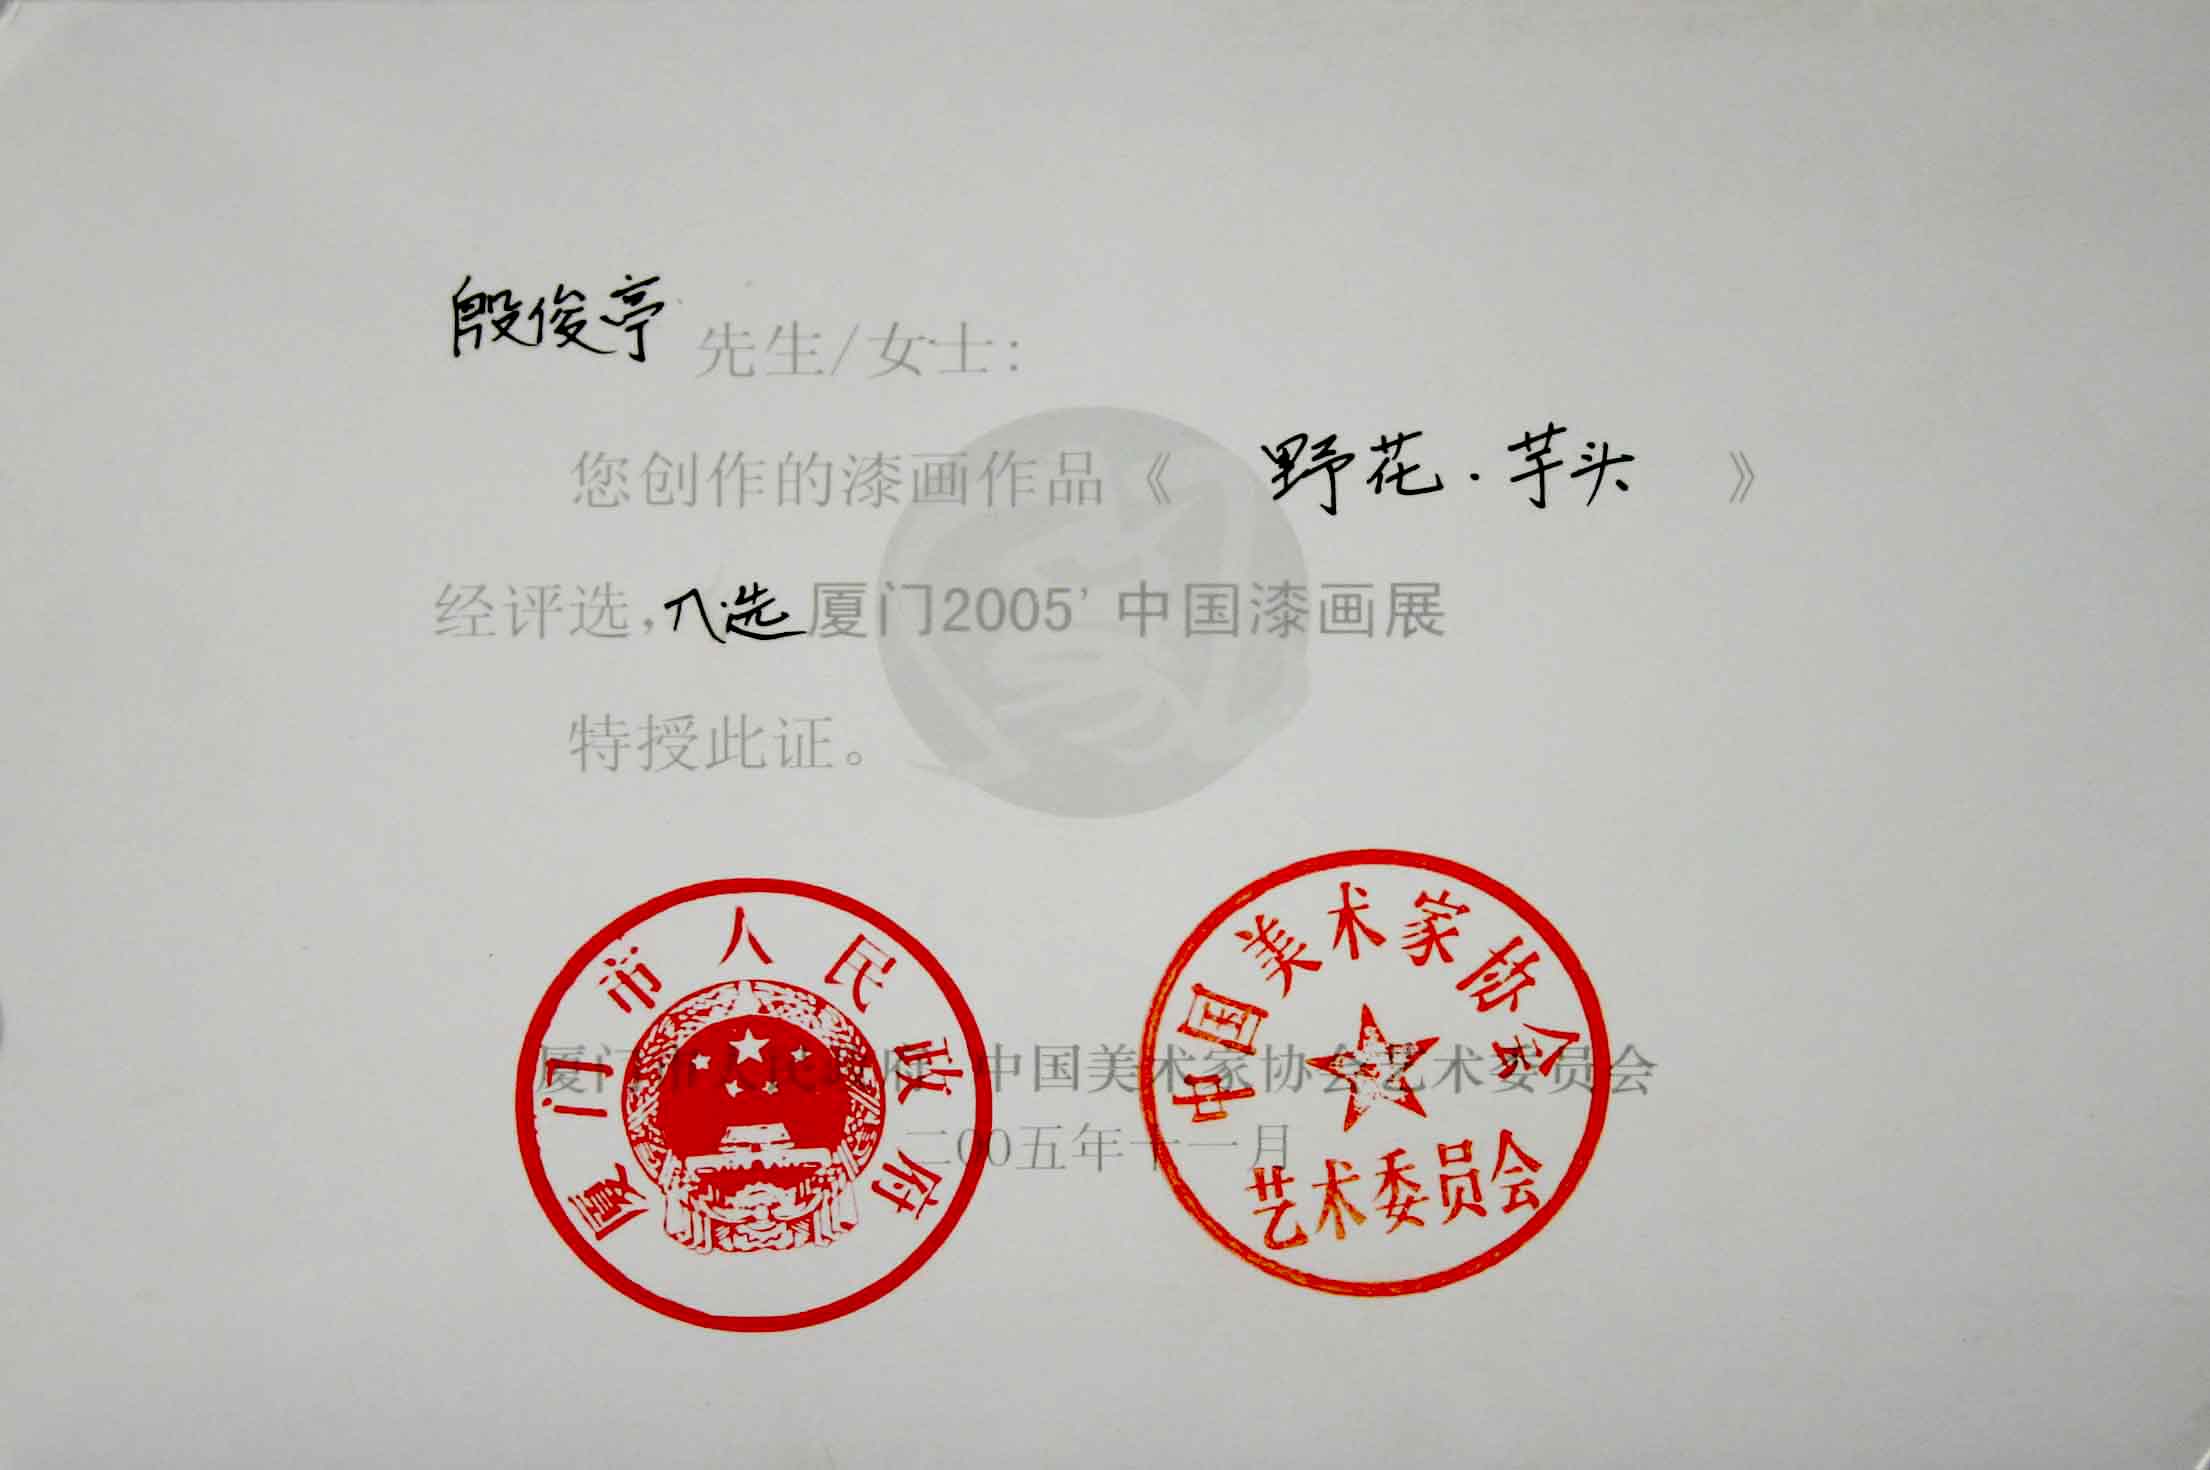 殷俊亭 先生/女士:
您创作的漆画作品《 野花·芋头 》
经评选,入选厦门2005'中国漆画展
特授此证。
厦门市人民政府 中国美术家协会艺术委员会
二00五年十一月
厦门市人民政府
中国美术家协会
艺术委员会